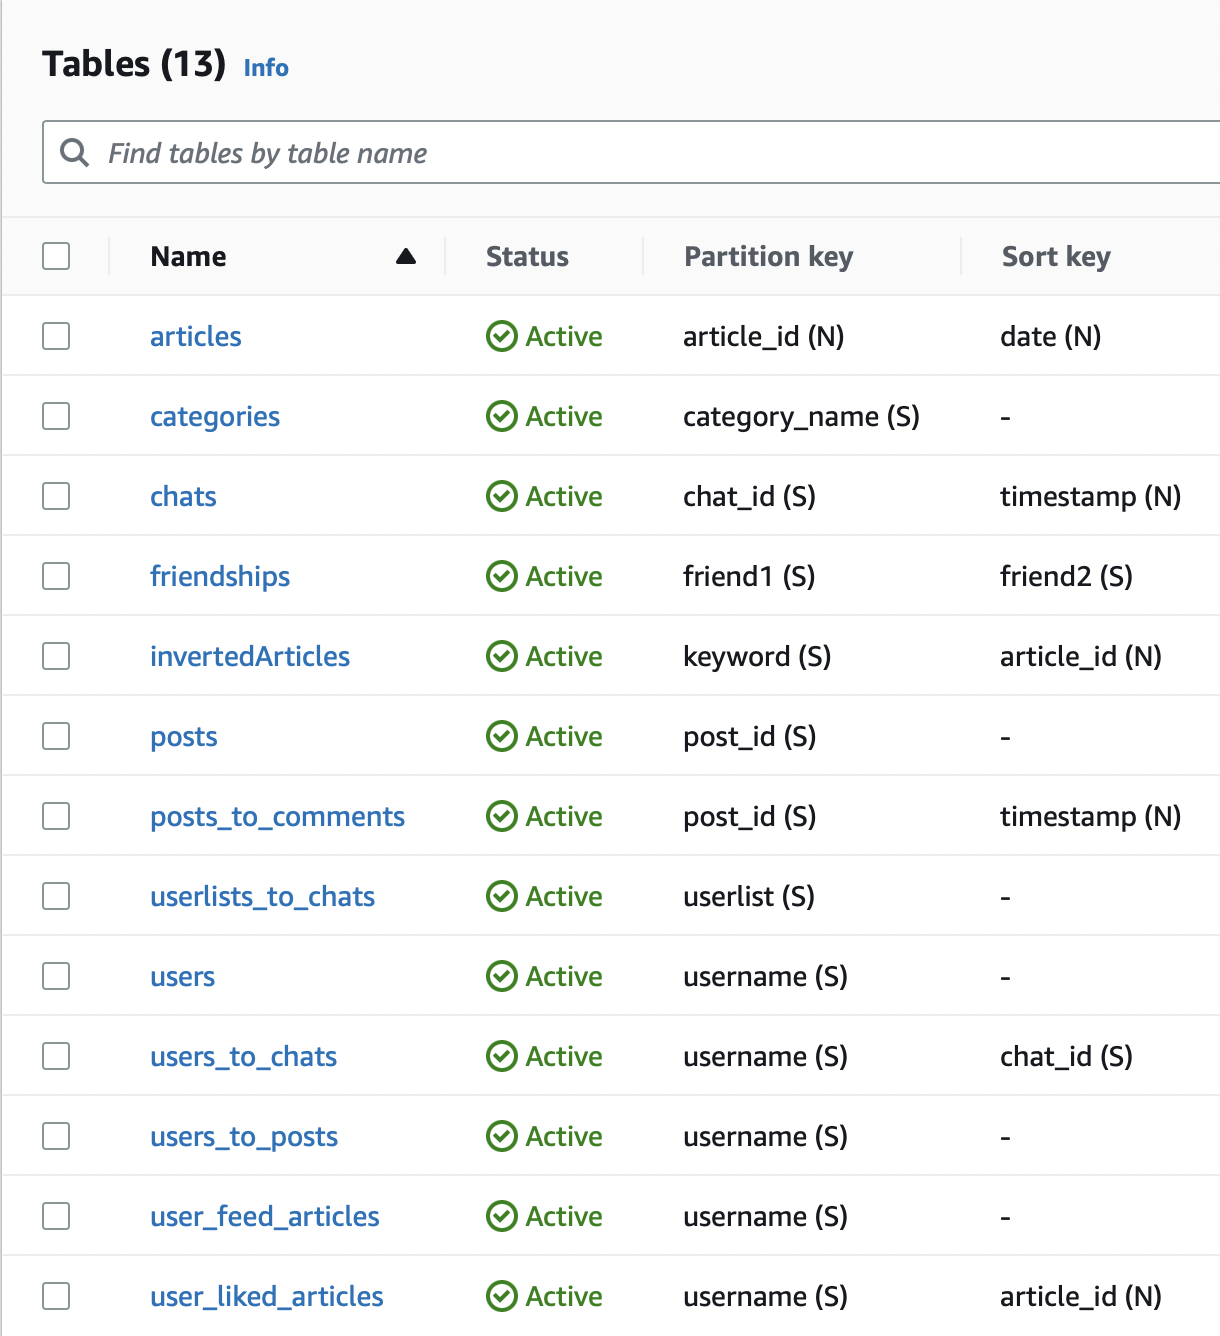 Tables (13) Info
Find tables by table name
Name Status Partition key Sort key
articles Active article_id (N) date (N)
categories Active category_name (S) -
chats Active chat_id (S) timestamp (N)
friendships Active friend1 (S) friend2 (S)
invertedArticles Active keyword (S) article_id (N)
posts Active post_id (S) -
posts_to_comments Active post_id (S) timestamp (N)
userlists_to_chats Active userlist (S) -
users Active username (S) -
users_to_chats Active username (S) chat_id (S)
users_to_posts Active username (S) -
user_feed_articles Active username (S) -
user_liked_articles Active username (S) article_id (N)